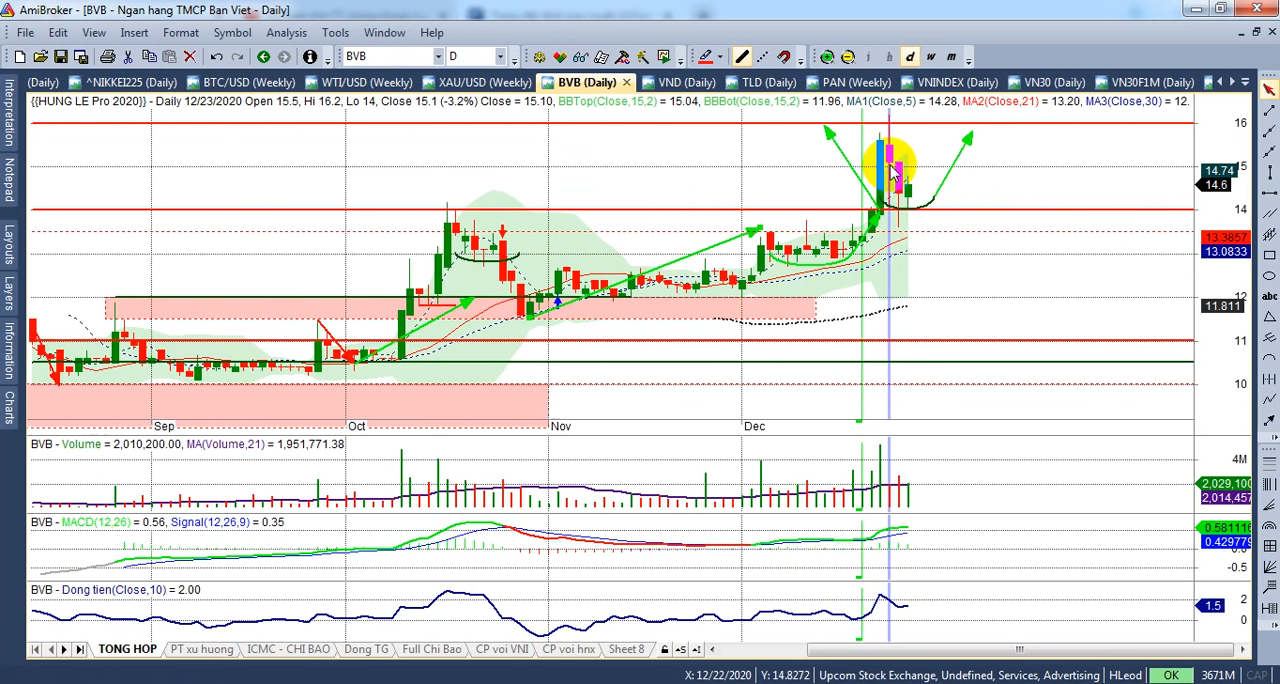 AmiBroker - [BVB - Ngan hang TMCP Ban Viet - Daily]
File Edit View Insert Format Symbol Analysis Tools Window Help
BVB D i h d w m
(Daily) ^NIKKEI225 (Daily) BTC/USD (Weekly) WTI/USD (Weekly) XAU/USD (Weekly) BVB (Daily) VND (Daily) TLD (Daily) PAN (Weekly) VNINDEX (Daily) VN30 (Daily) VN30F1M (Daily)
{{HUNG LE Pro 2020}} - Daily 12/23/2020 Open 15.5, Hi 16.2, Lo 14, Close 15.1 (-3.2%) Close = 15.10, BBTop(Close,15,2) = 15.04, BBBot(Close,15,2) = 11.96, MA1(Close,5) = 14.28, MA2(Close,21) = 13.20, MA3(Close,30) = 12.
Interpretation
Notepad
Layouts
Layers
Information
Charts
abc
16
15
14.74
14.6
14
13.3857
13.0833
12
11.811
11
10
Sep Oct Nov Dec
BVB - Volume = 2,010,200.00, MA(Volume,21) = 1,951,771.38
4M
2,029,100
2,014,457
BVB - MACD(12,26) = 0.56, Signal(12,26,9) = 0.35
0.581116
0.429779
-0.5
BVB - Dong tien(Close,10) = 2.00
2
1.5
0
TONG HOP PT xu huong ICMC - CHI BAO Dong TG Full Chi Bao CP voi VNI CP voi hnx Sheet 8
X: 12/22/2020 Y: 14.8272 Upcom Stock Exchange, Undefined, Services, Advertising HLeod OK 3671M CAP